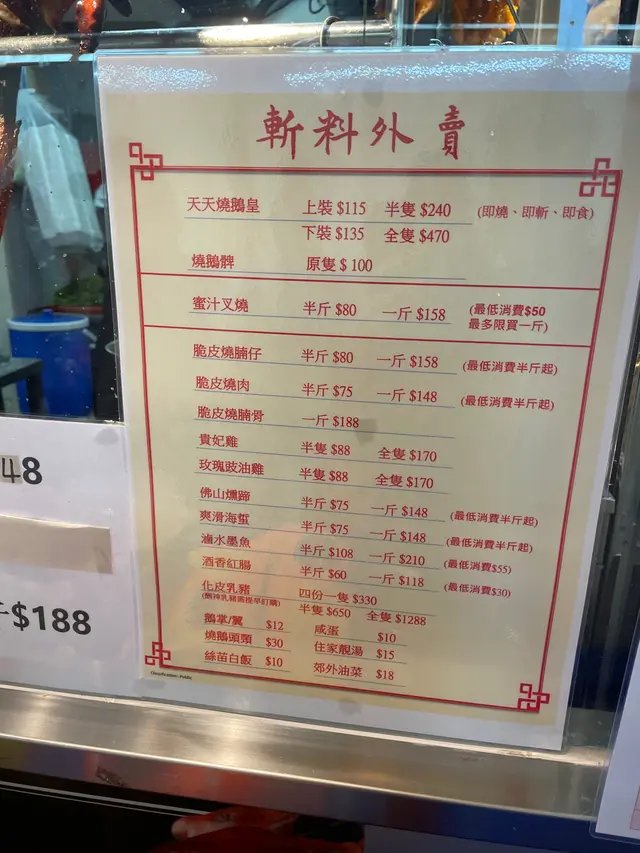 斬料外賣
天天燒鵝皇 上裝 $115 半隻 $240 (即燒、即斬、即食)
下裝 $135 全隻 $470
燒鵝髀 原隻 $ 100
蜜汁叉燒 半斤 $80 一斤 $158 (最低消費$50
最多限買一斤)
脆皮燒腩仔 半斤 $80 一斤 $158 (最低消費半斤起)
脆皮燒肉 半斤 $75 一斤 $148 (最低消費半斤起)
脆皮燒腩骨 一斤 $188
貴妃雞 半隻 $88 全隻 $170
玫瑰豉油雞 半隻 $88 全隻 $170
佛山燻蹄 半斤 $75 一斤 $148 (最低消費半斤起)
爽滑海蜇 半斤 $75 一斤 $148 (最低消費半斤起)
滷水墨魚 半斤 $108 一斤 $210 (最低消費$55)
酒香紅腸 半斤 $60 一斤 $118 (最低消費$30)
化皮乳豬 四份一隻 $330
半隻 $650 全隻 $1288
鵝掌/翼 $12 咸蛋 $10
燒鵝頭頸 $30 住家靚湯 $15
絲苗白飯 $10 郊外油菜 $18
Classification : Public
48
$188